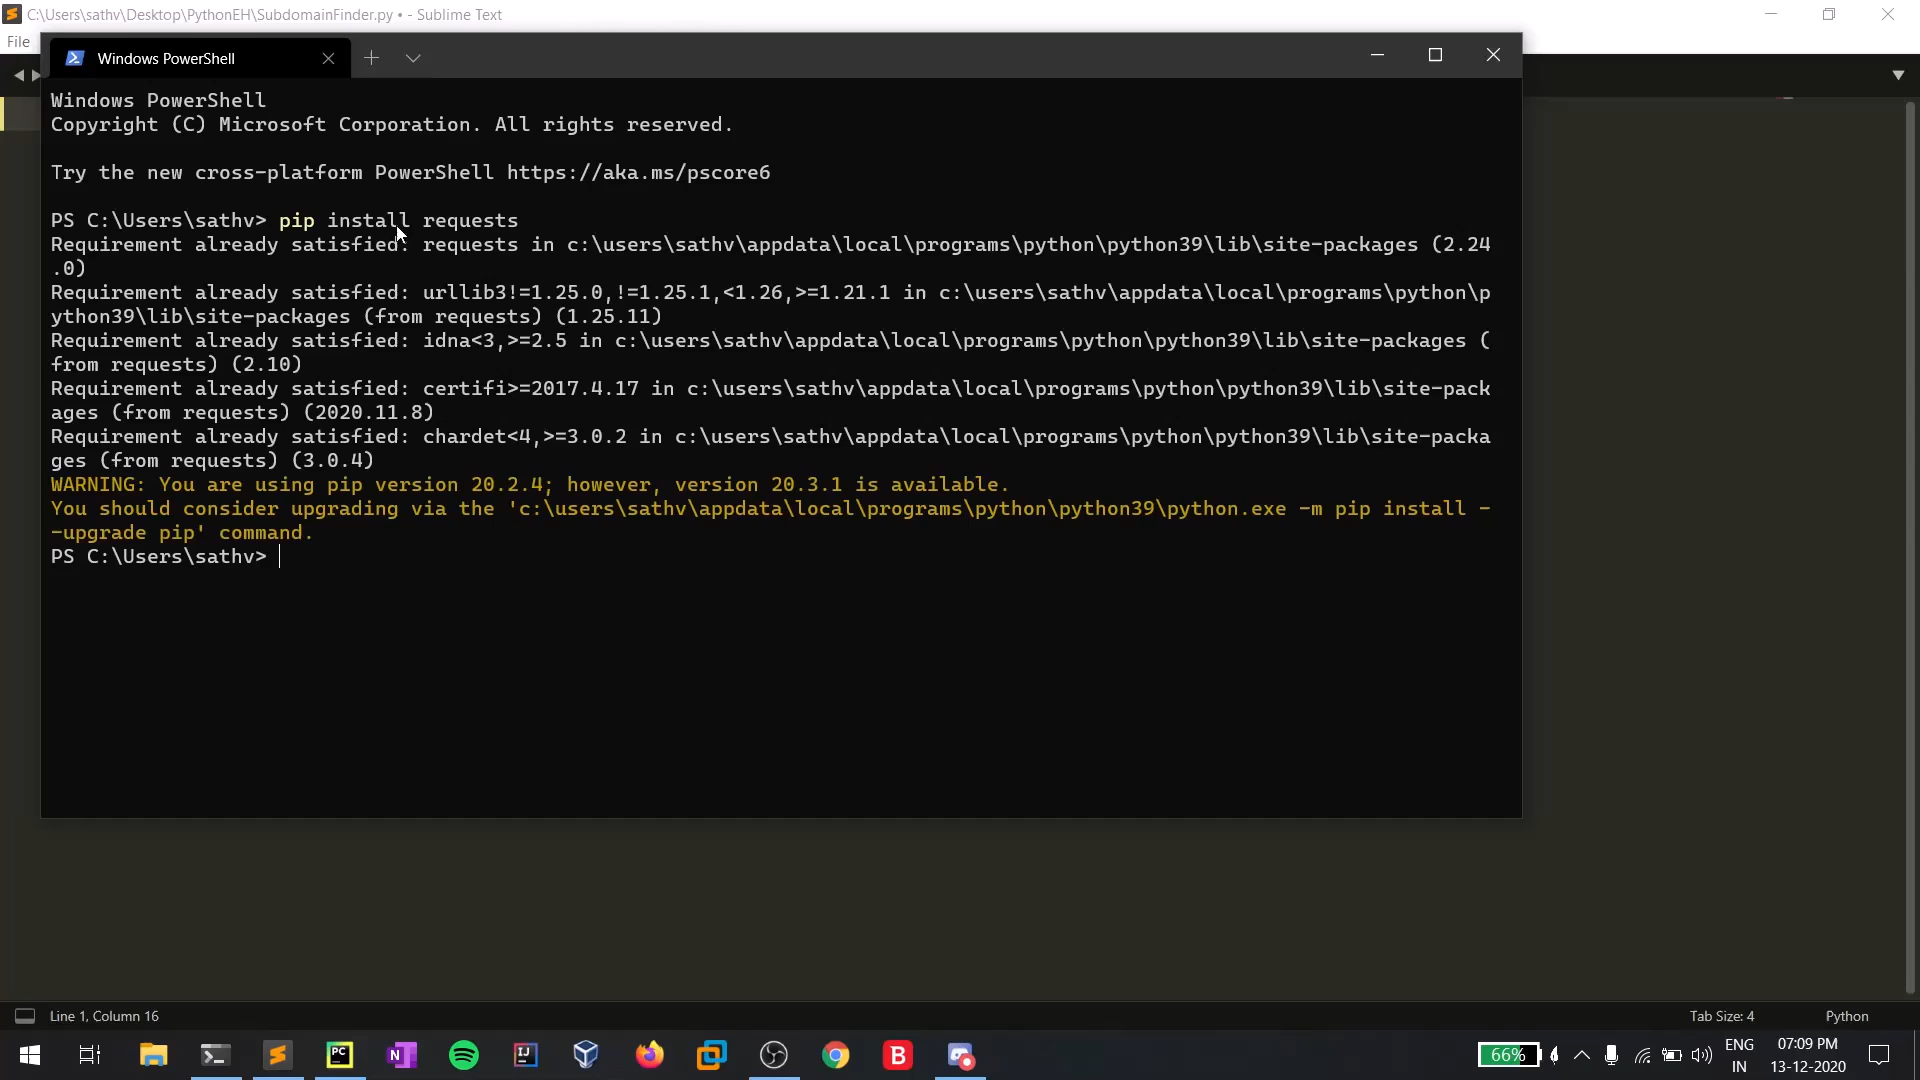 C:\Users\sathv\Desktop\PythonEH\SubdomainFinder.py • - Sublime Text
File
Windows PowerShell
Windows PowerShell
Copyright (C) Microsoft Corporation. All rights reserved.
Try the new cross-platform PowerShell https://aka.ms/pscore6
PS C:\Users\sathv> pip install requests
Requirement already satisfied: requests in c:\users\sathv\appdata\local\programs\python\python39\lib\site-packages (2.24
.0)
Requirement already satisfied: urllib3!=1.25.0,!=1.25.1,<1.26,>=1.21.1 in c:\users\sathv\appdata\local\programs\python\p
ython39\lib\site-packages (from requests) (1.25.11)
Requirement already satisfied: idna<3,>=2.5 in c:\users\sathv\appdata\local\programs\python\python39\lib\site-packages (
from requests) (2.10)
Requirement already satisfied: certifi>=2017.4.17 in c:\users\sathv\appdata\local\programs\python\python39\lib\site-pack
ages (from requests) (2020.11.8)
Requirement already satisfied: chardet<4,>=3.0.2 in c:\users\sathv\appdata\local\programs\python\python39\lib\site-packa
ges (from requests) (3.0.4)
WARNING: You are using pip version 20.2.4; however, version 20.3.1 is available.
You should consider upgrading via the 'c:\users\sathv\appdata\local\programs\python\python39\python.exe -m pip install -
-upgrade pip' command.
PS C:\Users\sathv>
Line 1, Column 16
Tab Size: 4
Python
PC
N
IJ
B
66%
ENG
IN
07:09 PM
13-12-2020